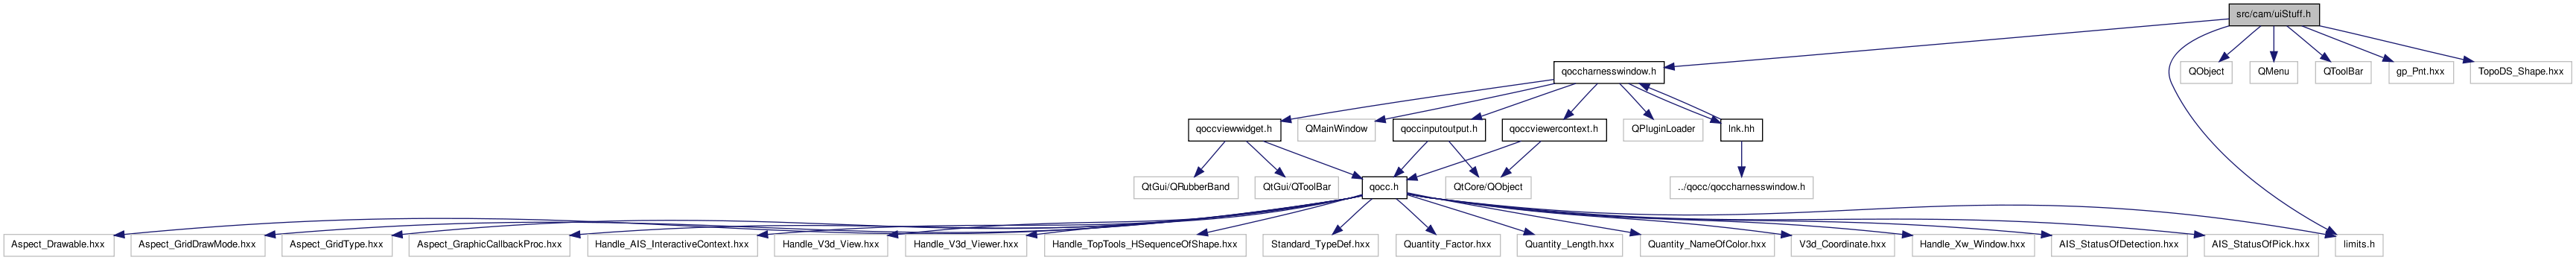 src/cam/uiStuff.h
qoccharnesswindow.h
QObject
QMenu
QToolBar
gp_Pnt.hxx
TopoDS_Shape.hxx
qoccviewwidget.h
QMainWindow
qoccinputoutput.h
qoccviewercontext.h
QPluginLoader
lnk.hh
QtGui/QRubberBand
QtGui/QToolBar
qocc.h
QtCore/QObject
../qocc/qoccharnesswindow.h
Aspect_Drawable.hxx
Aspect_GridDrawMode.hxx
Aspect_GridType.hxx
Aspect_GraphicCallbackProc.hxx
Handle_AIS_InteractiveContext.hxx
Handle_V3d_View.hxx
Handle_V3d_Viewer.hxx
Handle_TopTools_HSequenceOfShape.hxx
Standard_TypeDef.hxx
Quantity_Factor.hxx
Quantity_Length.hxx
Quantity_NameOfColor.hxx
V3d_Coordinate.hxx
Handle_Xw_Window.hxx
AIS_StatusOfDetection.hxx
AIS_StatusOfPick.hxx
limits.h